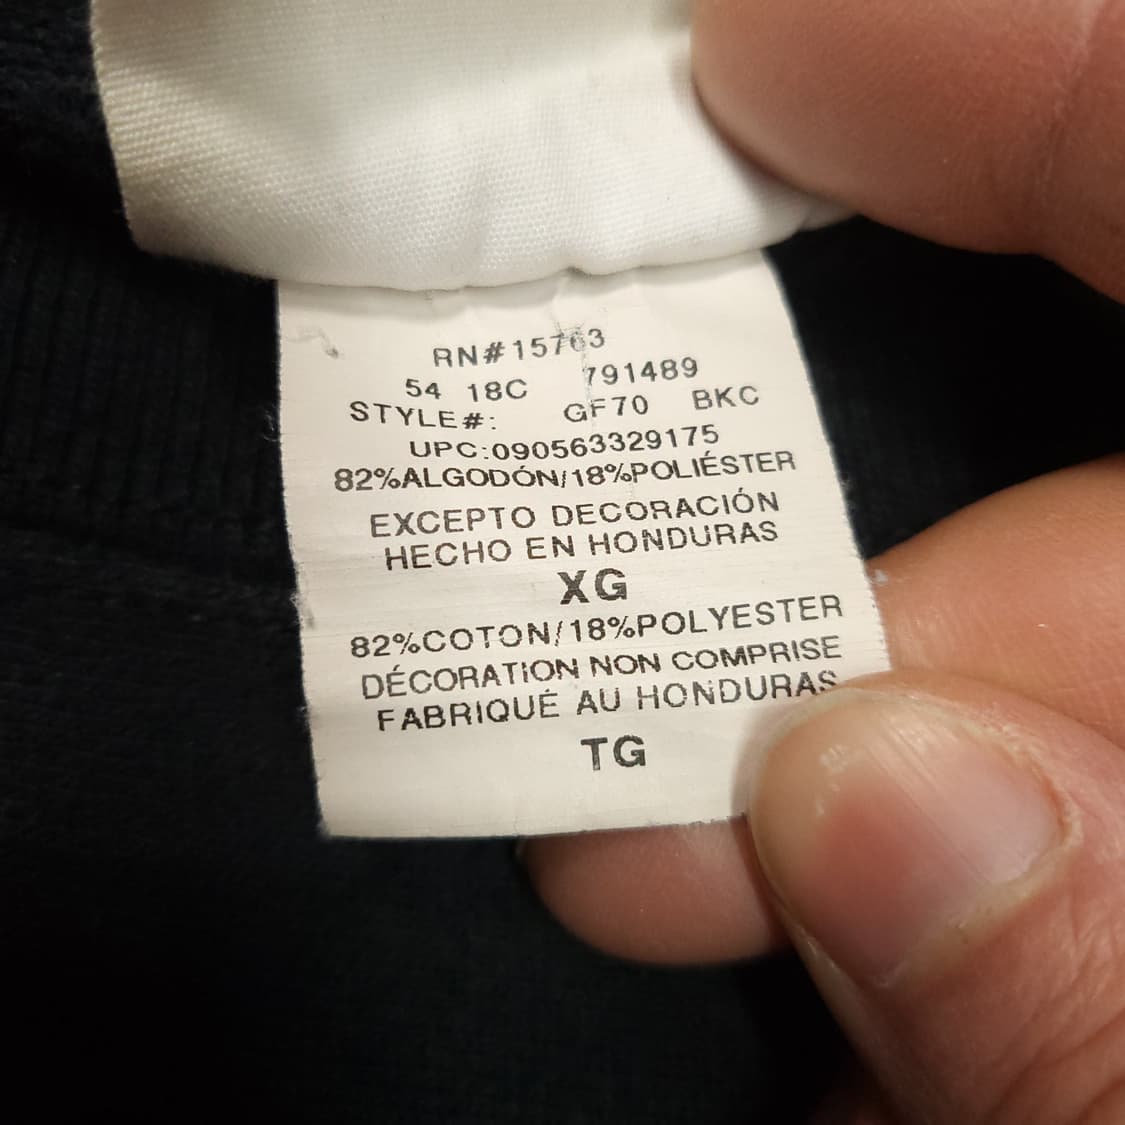 RN#15763
54 18C 791489
STYLE#: GF70 BKC
UPC:090563329175
82%ALGODÓN/18%POLIÉSTER
EXCEPTO DECORACIÓN
HECHO EN HONDURAS
XG
82%COTON/18%POLYESTER
DÉCORATION NON COMPRISE
FABRIQUÉ AU HONDURAS
TG